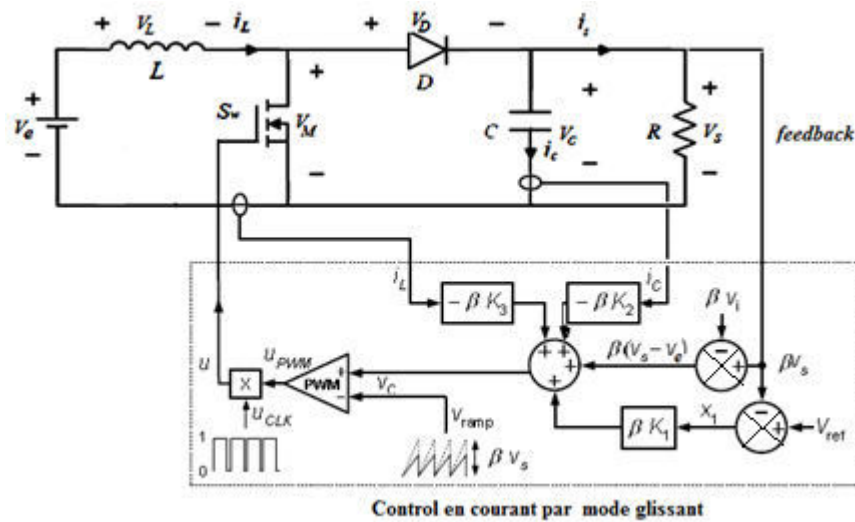 + V_L − i_L
L
+ V_D −
D
i_s
+
V_e
−
S_w
+
V_M
−
C
+
V_C
i_c
−
R
+
V_s
−
feedback
i_L
− β K_3
− β K_2
i_C
β V_i
u
u_PWM
PWM
+
−
V_C
+ + +
+
β(V_s − V_e)
−
+
βV_s
X
u_CLK
V_ramp
β K_1
X_1
−
+
V_ref
1
0
β V_s
Control en courant par mode glissant